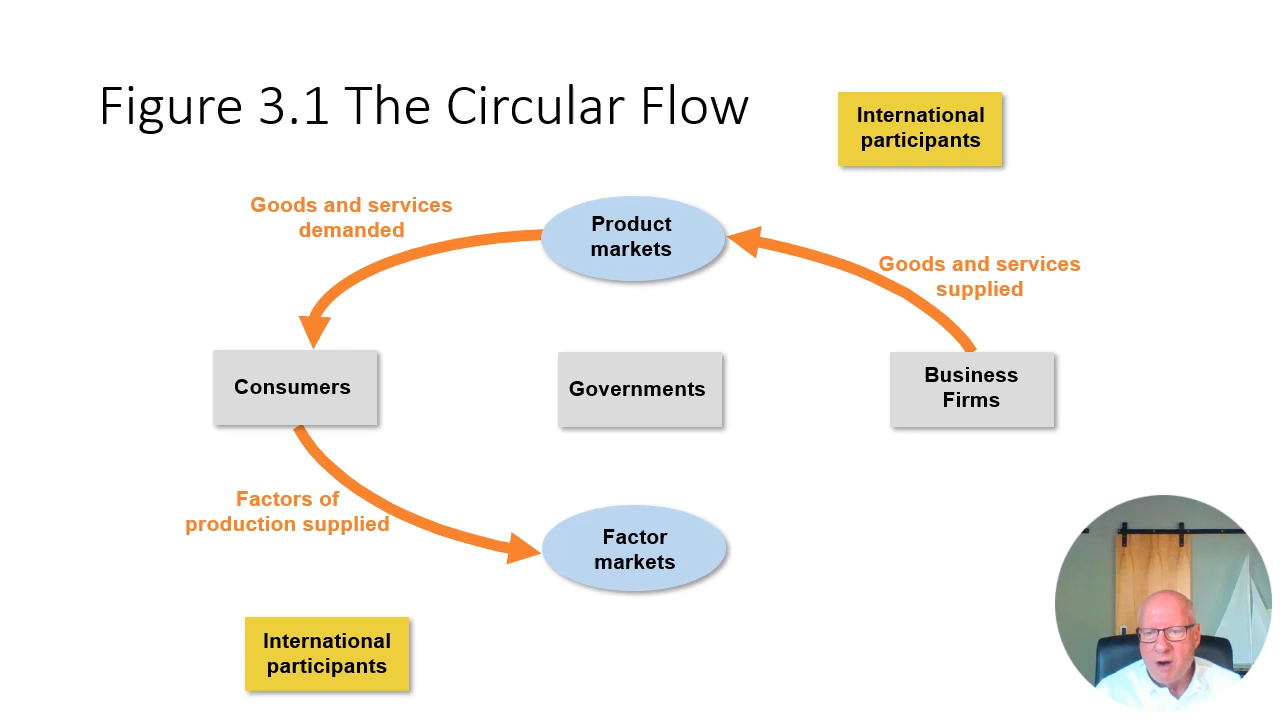 Figure 3.1 The Circular Flow
International
participants
Goods and services
demanded
Product
markets
Goods and services
supplied
Consumers
Governments
Business
Firms
Factors of
production supplied
Factor
markets
International
participants